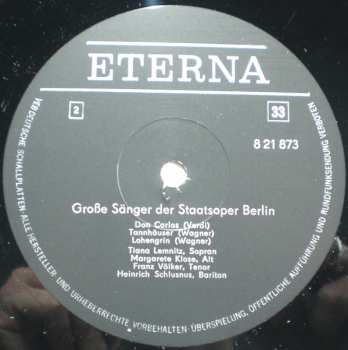 ETERNA
2
33
8 21 873
Große Sänger der Staatsoper Berlin
Don Carlos (Verdi)
Tannhäuser (Wagner)
Lohengrin (Wagner)
Tiana Lemnitz, Sopran
Margarete Klose, Alt
Franz Völker, Tenor
Heinrich Schlusnus, Bariton
VEB DEUTSCHE SCHALLPLATTEN · ALLE HERSTELLER- UND URHEBERRECHTE VORBEHALTEN · ÜBERSPIELUNG, ÖFFENTLICHE AUFFÜHRUNG UND RUNDFUNKSENDUNG VERBOTEN